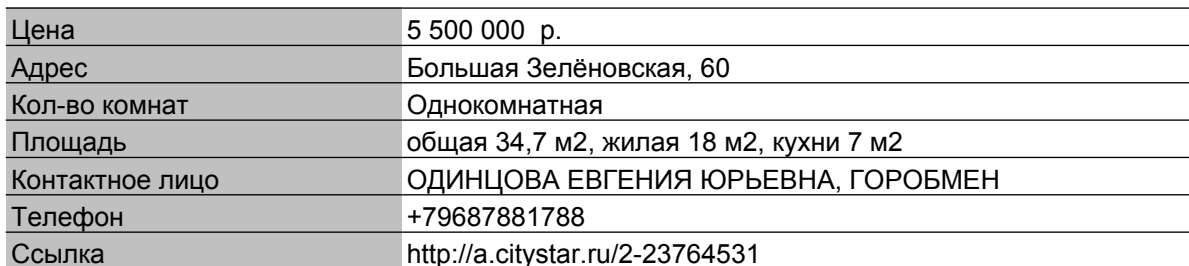 Цена 5 500 000 р.
Адрес Большая Зелёновская, 60
Кол-во комнат Однокомнатная
Площадь общая 34,7 м2, жилая 18 м2, кухни 7 м2
Контактное лицо ОДИНЦОВА ЕВГЕНИЯ ЮРЬЕВНА, ГОРОБМЕН
Телефон +79687881788
Ссылка http://a.citystar.ru/2-23764531